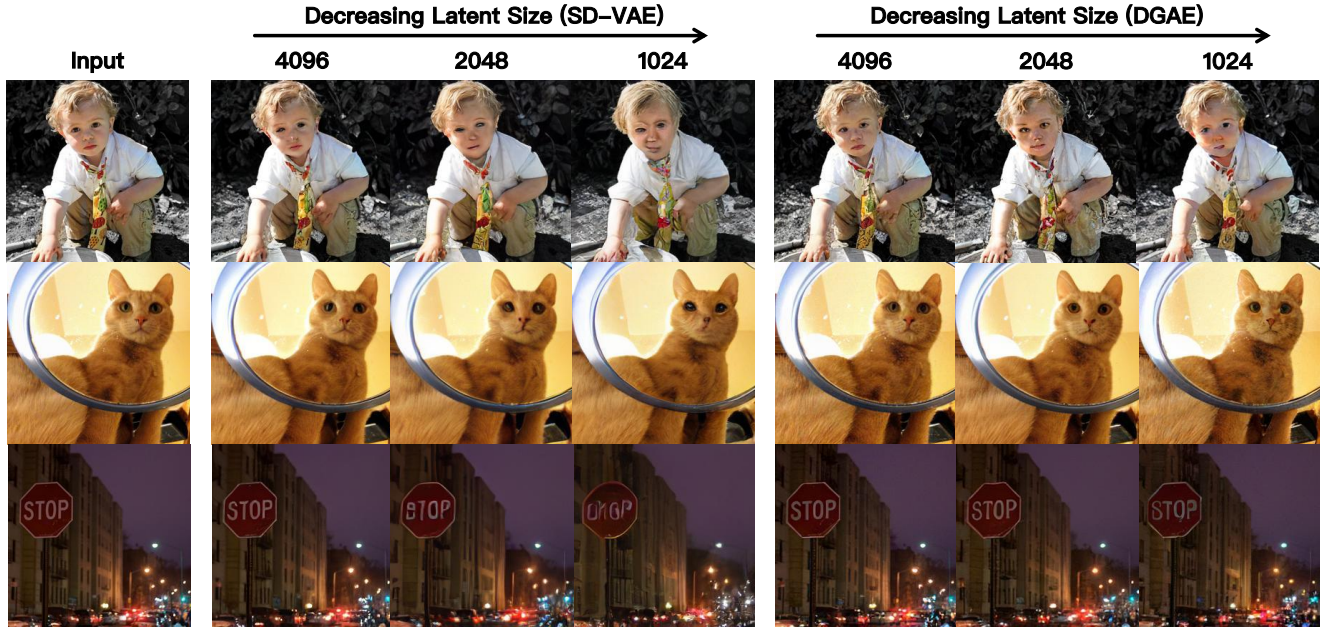 Decreasing Latent Size (SD-VAE)
Decreasing Latent Size (DGAE)
Input
4096
2048
1024
4096
2048
1024
STOP
STOP
STOP
STOP
STOP